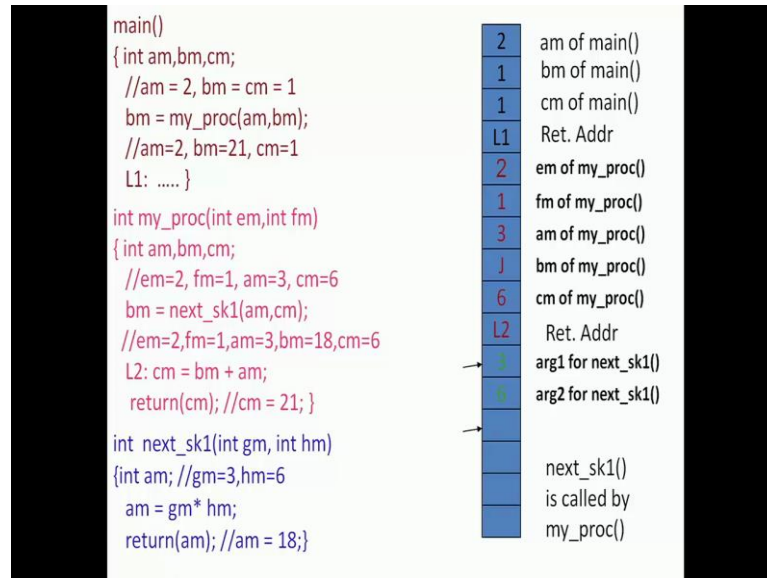 main()
{ int am,bm,cm;
//am = 2, bm = cm = 1
bm = my_proc(am,bm);
//am=2, bm=21, cm=1
L1: ..... }
int my_proc(int em,int fm)
{ int am,bm,cm;
//em=2, fm=1, am=3, cm=6
bm = next_sk1(am,cm);
//em=2,fm=1,am=3,bm=18,cm=6
L2: cm = bm + am;
return(cm); //cm = 21; }
int next_sk1(int gm, int hm)
{int am; //gm=3,hm=6
am = gm* hm;
return(am); //am = 18;}
2 am of main()
1 bm of main()
1 cm of main()
L1 Ret. Addr
2 em of my_proc()
1 fm of my_proc()
3 am of my_proc()
J bm of my_proc()
6 cm of my_proc()
L2 Ret. Addr
3 arg1 for next_sk1()
6 arg2 for next_sk1()
next_sk1()
is called by
my_proc()